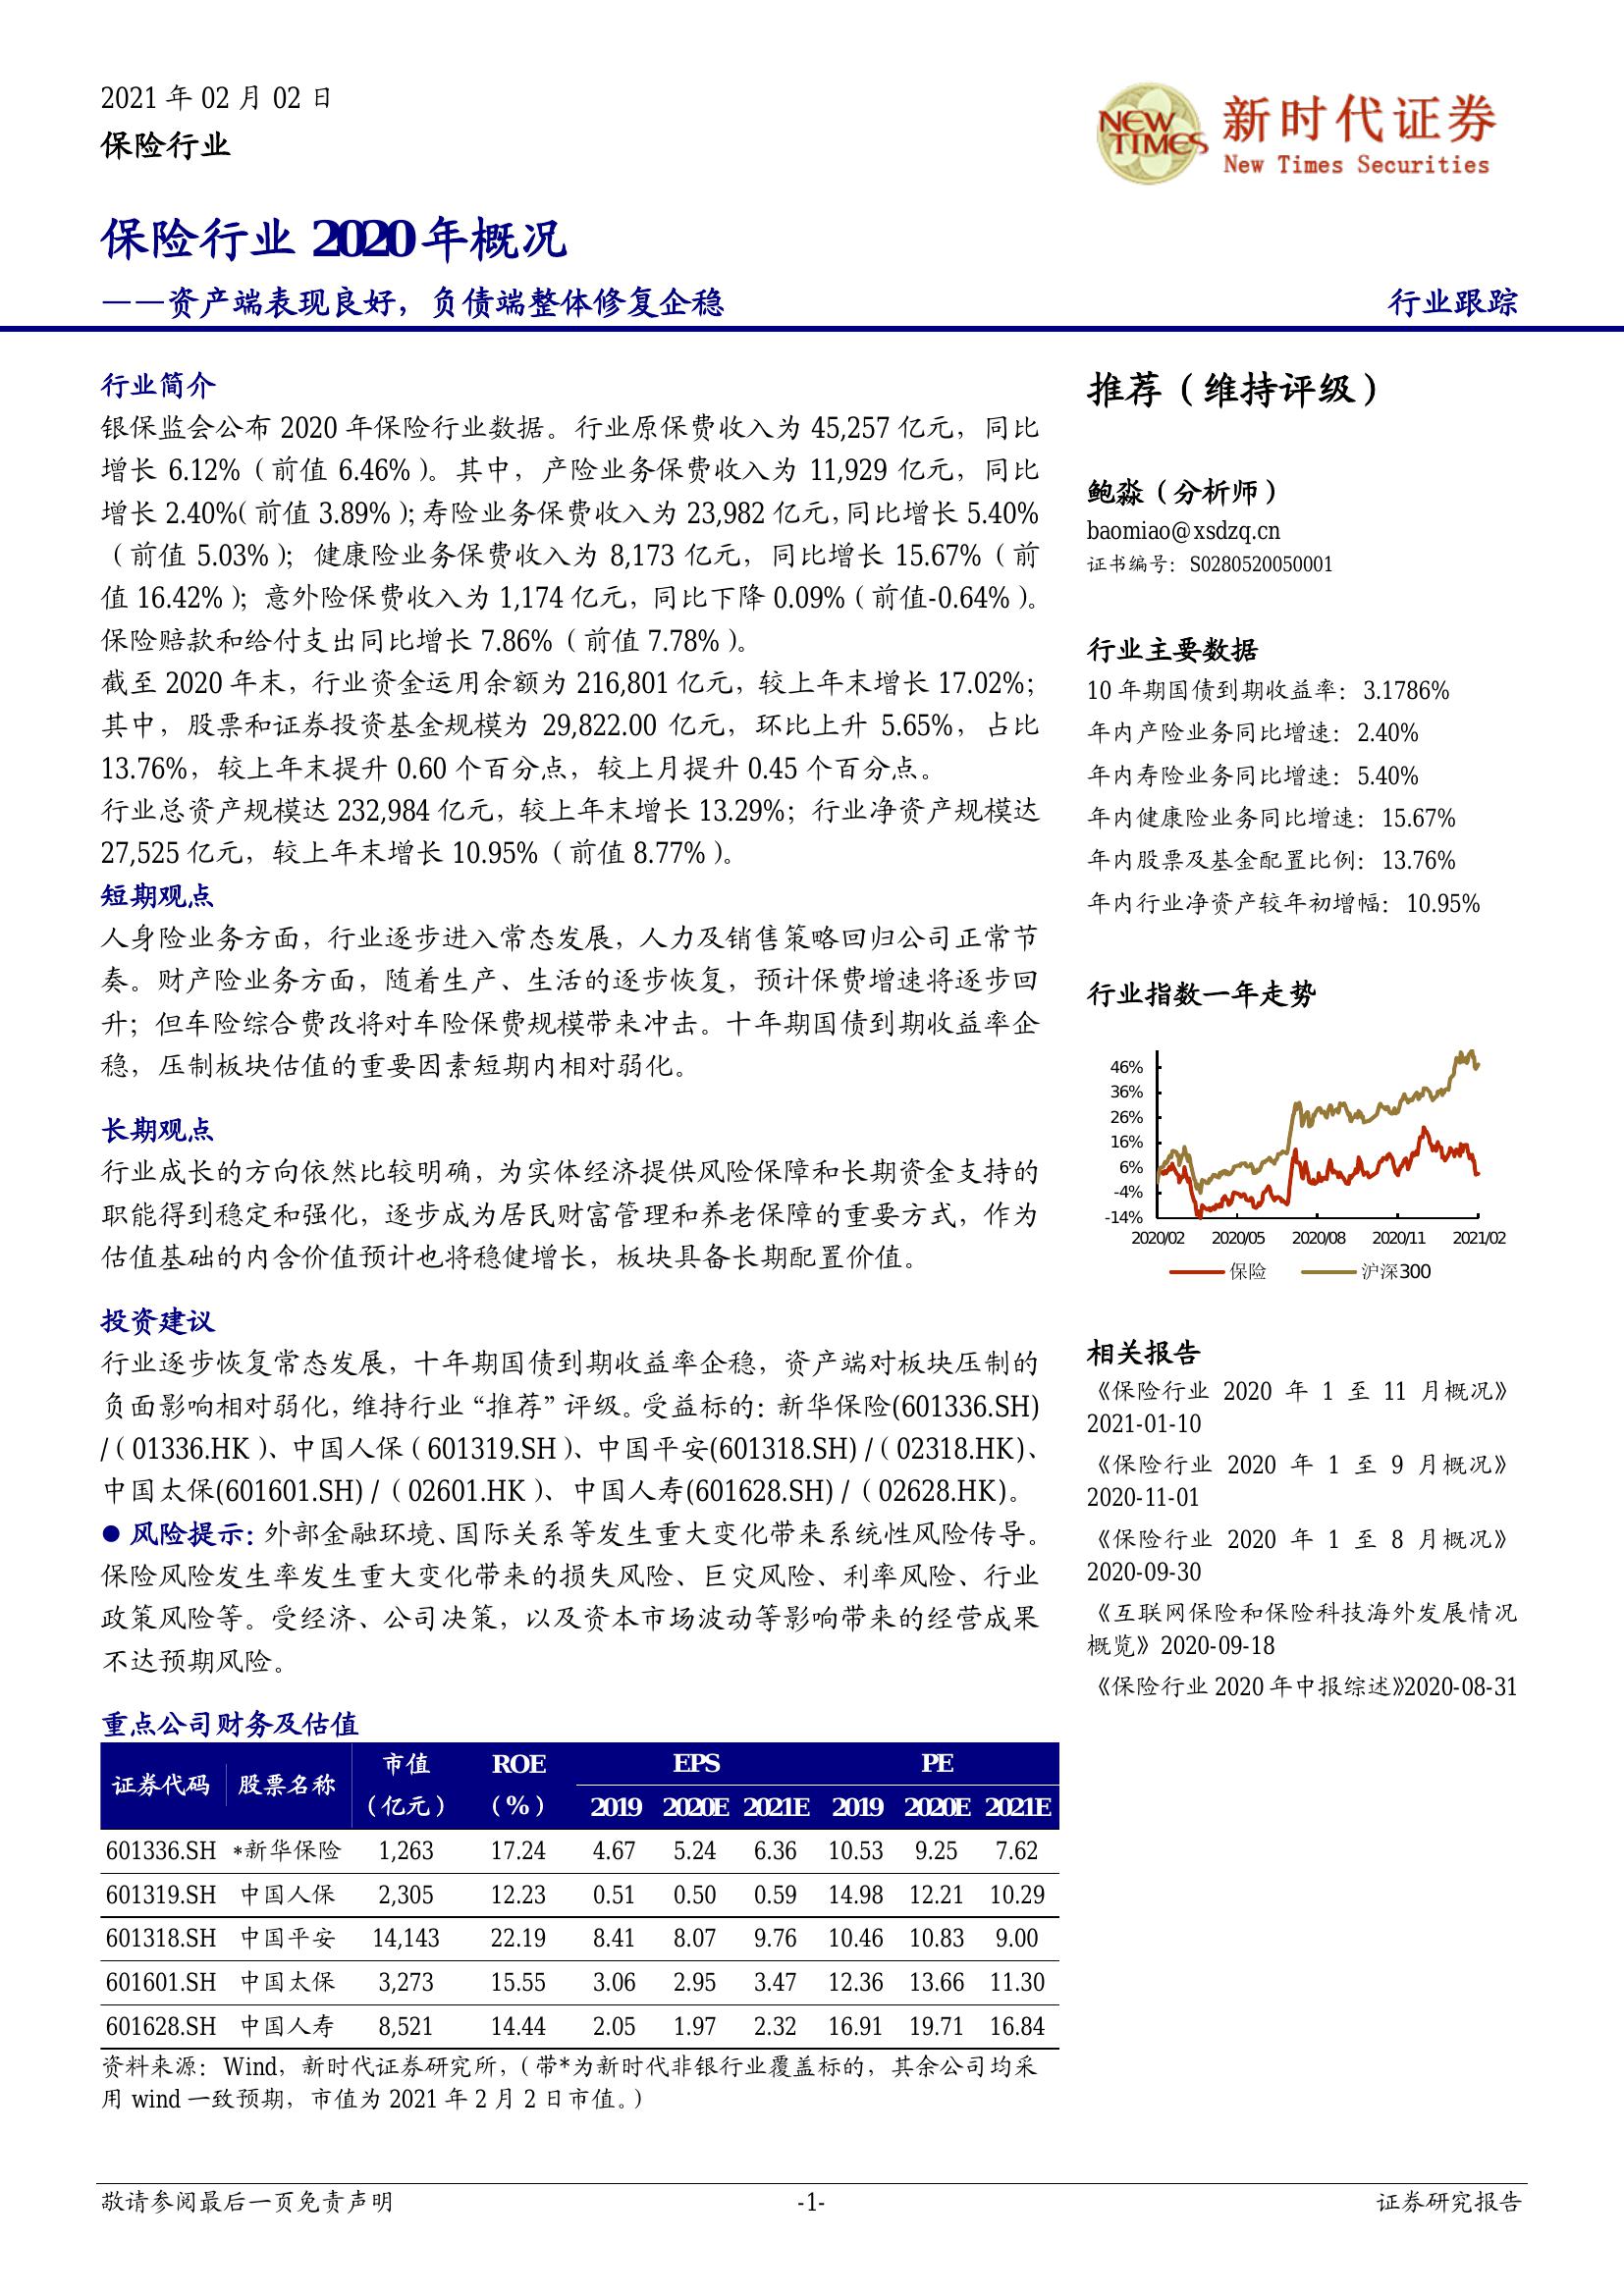 2021 年 02 月 02 日
保险行业
NEW TIMES
新时代证券
New Times Securities
保险行业 2020 年概况
——资产端表现良好，负债端整体修复企稳
行业跟踪
行业简介
银保监会公布 2020 年保险行业数据。行业原保费收入为 45,257 亿元，同比
增长 6.12%（前值 6.46%）。其中，产险业务保费收入为 11,929 亿元，同比
增长 2.40%（前值 3.89%）；寿险业务保费收入为 23,982 亿元，同比增长 5.40%
（前值 5.03%）；健康险业务保费收入为 8,173 亿元，同比增长 15.67%（前
值 16.42%）；意外险保费收入为 1,174 亿元，同比下降 0.09%（前值-0.64%）。
保险赔款和给付支出同比增长 7.86%（前值 7.78%）。
截至 2020 年末，行业资金运用余额为 216,801 亿元，较上年末增长 17.02%；
其中，股票和证券投资基金规模为 29,822.00 亿元，环比上升 5.65%，占比
13.76%，较上年末提升 0.60 个百分点，较上月提升 0.45 个百分点。
行业总资产规模达 232,984 亿元，较上年末增长 13.29%；行业净资产规模达
27,525 亿元，较上年末增长 10.95%（前值 8.77%）。
短期观点
人身险业务方面，行业逐步进入常态发展，人力及销售策略回归公司正常节
奏。财产险业务方面，随着生产、生活的逐步恢复，预计保费增速将逐步回
升；但车险综合费改将对车险保费规模带来冲击。十年期国债到期收益率企
稳，压制板块估值的重要因素短期内相对弱化。
长期观点
行业成长的方向依然比较明确，为实体经济提供风险保障和长期资金支持的
职能得到稳定和强化，逐步成为居民财富管理和养老保障的重要方式，作为
估值基础的内含价值预计也将稳健增长，板块具备长期配置价值。
投资建议
行业逐步恢复常态发展，十年期国债到期收益率企稳，资产端对板块压制的
负面影响相对弱化，维持行业“推荐”评级。受益标的：新华保险(601336.SH)
/（01336.HK）、中国人保（601319.SH）、中国平安(601318.SH) /（02318.HK)、
中国太保(601601.SH) /（02601.HK）、中国人寿(601628.SH) /（02628.HK)。
● 风险提示：外部金融环境、国际关系等发生重大变化带来系统性风险传导。
保险风险发生率发生重大变化带来的损失风险、巨灾风险、利率风险、行业
政策风险等。受经济、公司决策，以及资本市场波动等影响带来的经营成果
不达预期风险。
重点公司财务及估值
证券代码 股票名称 市值（亿元） ROE（%） EPS PE
2019 2020E 2021E 2019 2020E 2021E
601336.SH *新华保险 1,263 17.24 4.67 5.24 6.36 10.53 9.25 7.62
601319.SH 中国人保 2,305 12.23 0.51 0.50 0.59 14.98 12.21 10.29
601318.SH 中国平安 14,143 22.19 8.41 8.07 9.76 10.46 10.83 9.00
601601.SH 中国太保 3,273 15.55 3.06 2.95 3.47 12.36 13.66 11.30
601628.SH 中国人寿 8,521 14.44 2.05 1.97 2.32 16.91 19.71 16.84
资料来源：Wind，新时代证券研究所，（带*为新时代非银行业覆盖标的，其余公司均采
用 wind 一致预期，市值为 2021 年 2 月 2 日市值。）
推荐（维持评级）
鲍淼（分析师）
baomiao@xsdzq.cn
证书编号：S0280520050001
行业主要数据
10 年期国债到期收益率：3.1786%
年内产险业务同比增速：2.40%
年内寿险业务同比增速：5.40%
年内健康险业务同比增速：15.67%
年内股票及基金配置比例：13.76%
年内行业净资产较年初增幅：10.95%
行业指数一年走势
46%
36%
26%
16%
6%
-4%
-14%
2020/02 2020/05 2020/08 2020/11 2021/02
保险 沪深300
相关报告
《保险行业 2020 年 1 至 11 月概况》
2021-01-10
《保险行业 2020 年 1 至 9 月概况》
2020-11-01
《保险行业 2020 年 1 至 8 月概况》
2020-09-30
《互联网保险和保险科技海外发展情况
概览》2020-09-18
《保险行业 2020 年中报综述》2020-08-31
敬请参阅最后一页免责声明
-1-
证券研究报告